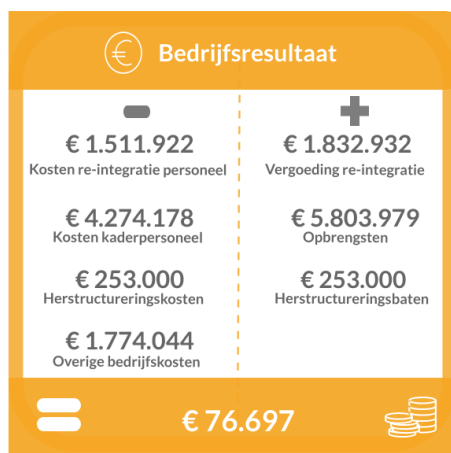 Bedrijfsresultaat
€ 1.511.922
Kosten re-integratie personeel
€ 4.274.178
Kosten kaderpersoneel
€ 253.000
Herstructureringskosten
€ 1.774.044
Overige bedrijfskosten
€ 1.832.932
Vergoeding re-integratie
€ 5.803.979
Opbrengsten
€ 253.000
Herstructureringsbaten
€ 76.697